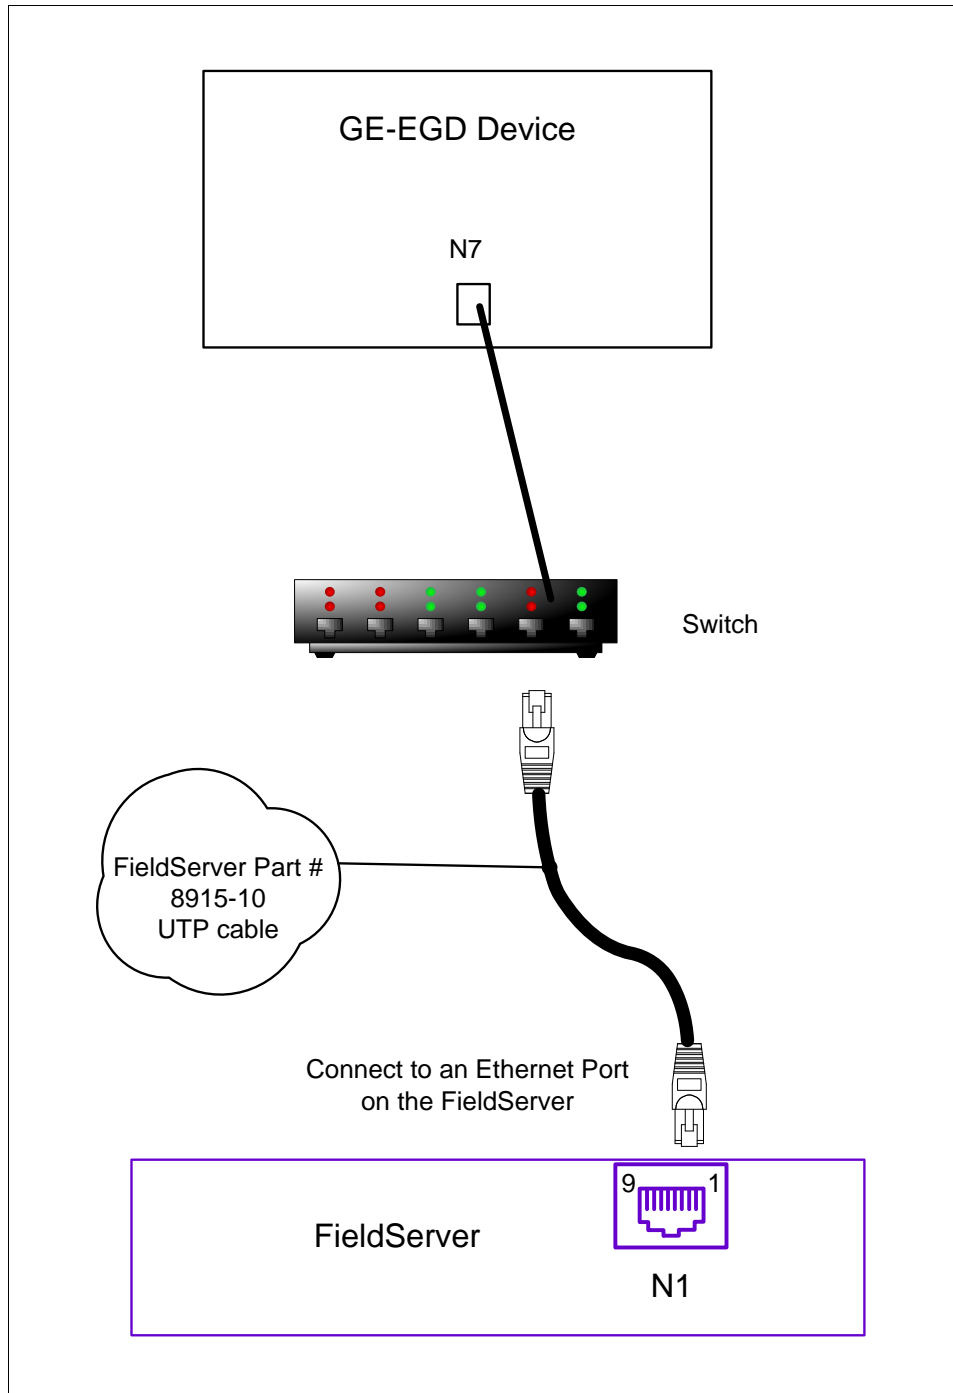 GE-EGD Device
N7
Switch
FieldServer Part #
8915-10
UTP cable
Connect to an Ethernet Port
on the FieldServer
9 1
FieldServer
N1